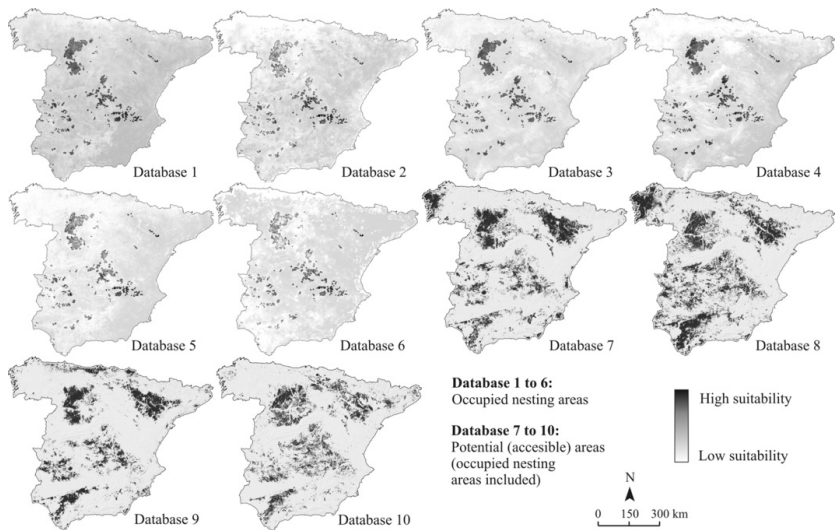 Database 1
Database 2
Database 3
Database 4
Database 5
Database 6
Database 7
Database 8
Database 9
Database 10
Database 1 to 6:
Occupied nesting areas
Database 7 to 10:
Potential (accesible) areas
(occupied nesting
areas included)
High suitability
Low suitability
N
0 150 300 km